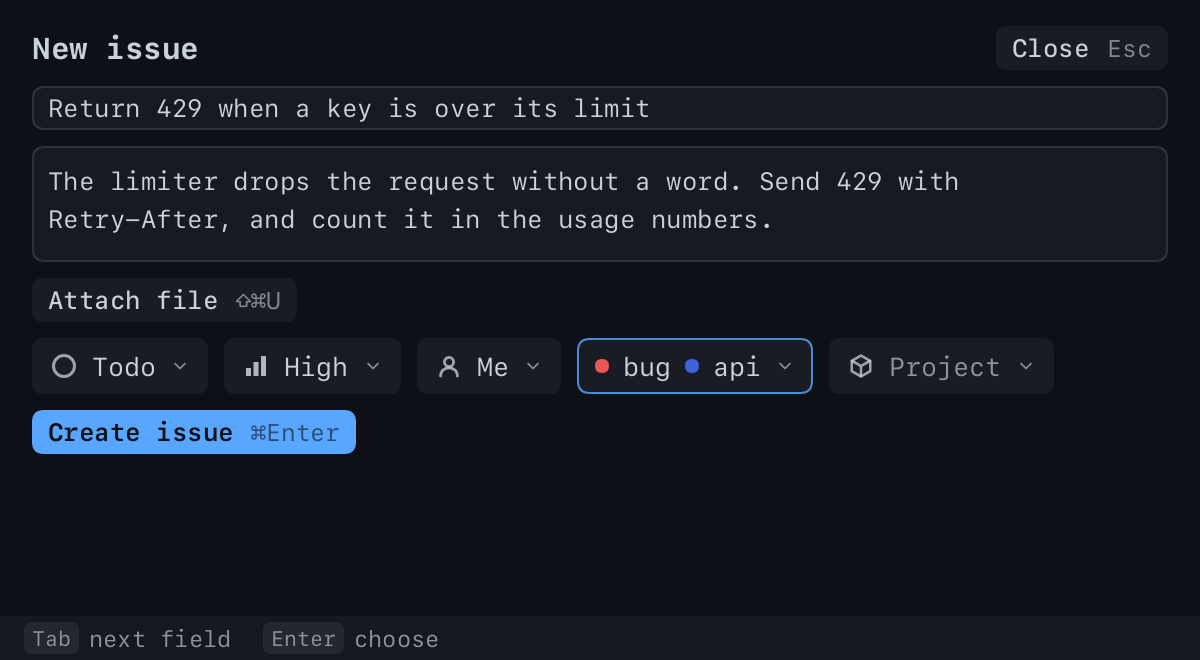 New issue
Close Esc
Return 429 when a key is over its limit
The limiter drops the request without a word. Send 429 with
Retry-After, and count it in the usage numbers.
Attach file ⇧⌘U
Todo High Me bug api Project
Create issue ⌘Enter
Tab next field Enter choose